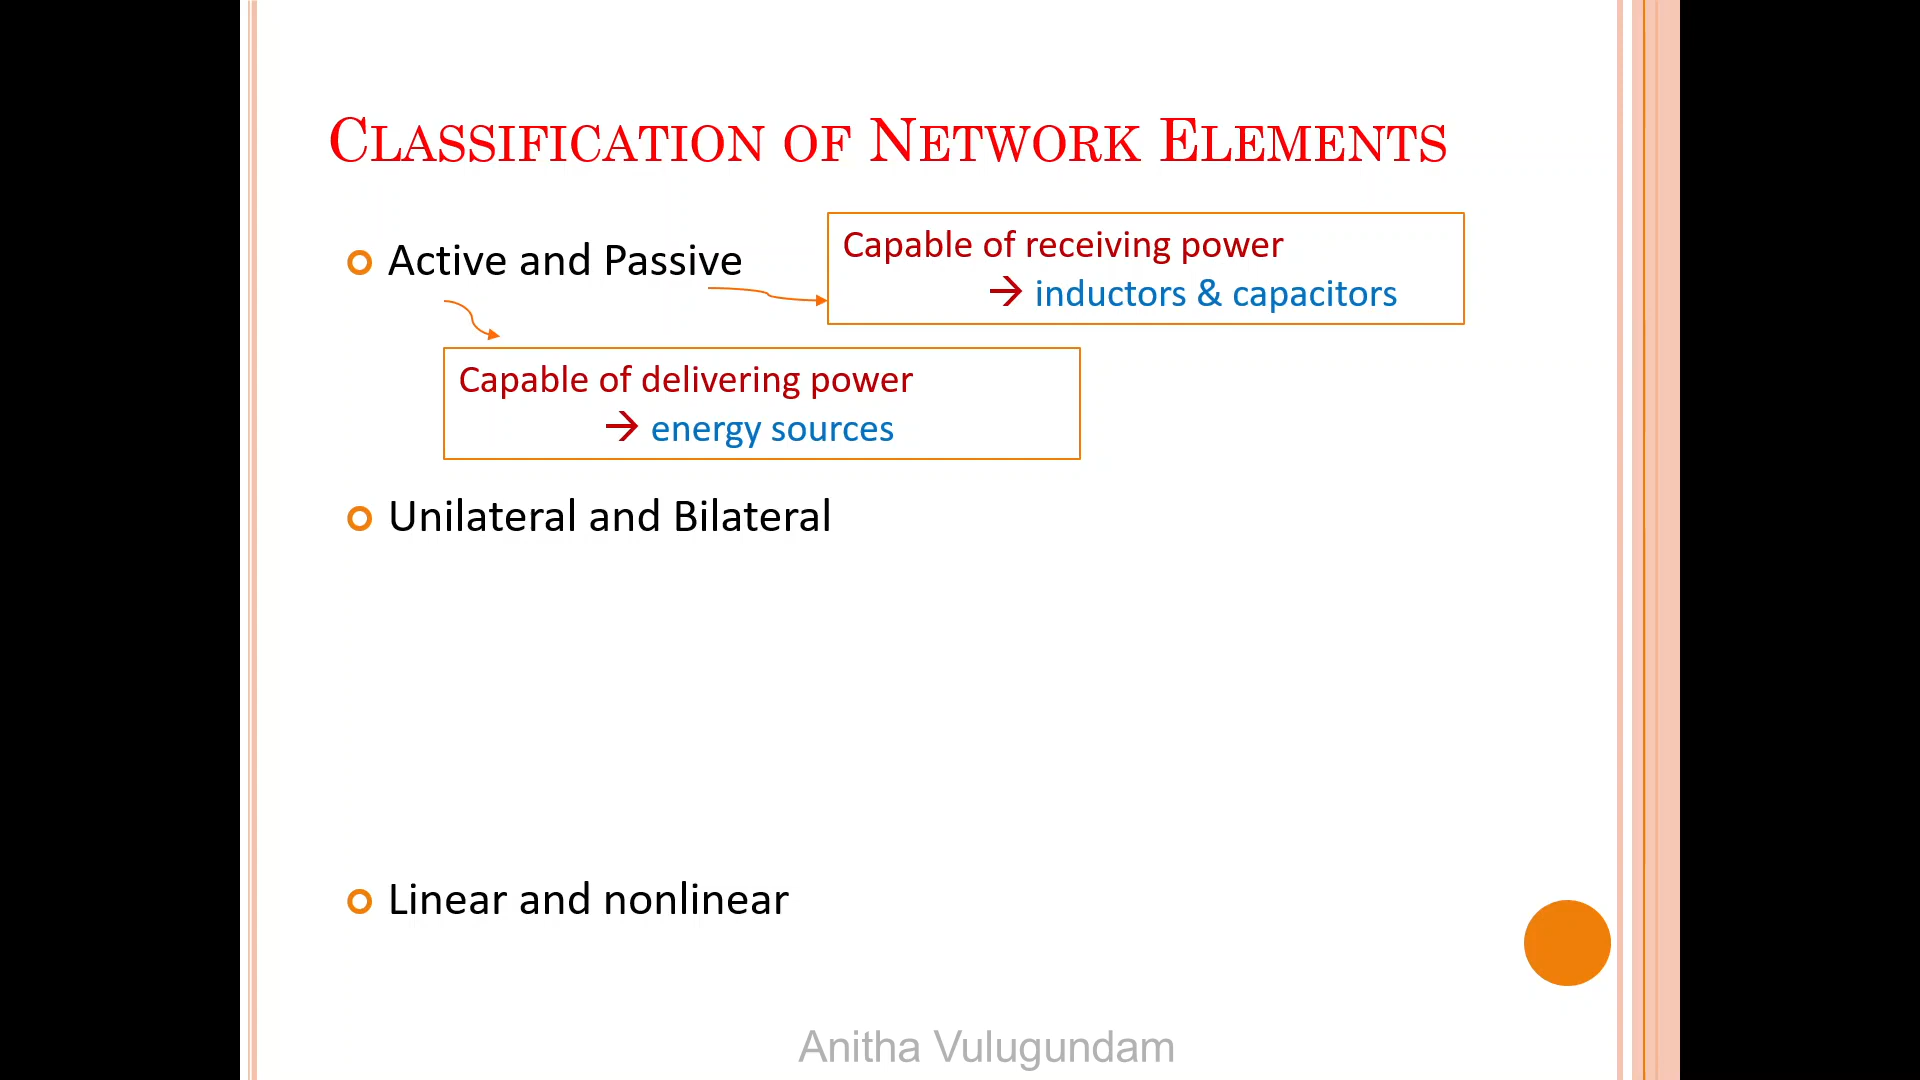 CLASSIFICATION OF NETWORK ELEMENTS
Active and Passive
Capable of receiving power
→ inductors & capacitors
Capable of delivering power
→ energy sources
Unilateral and Bilateral
Linear and nonlinear
Anitha Vulugundam